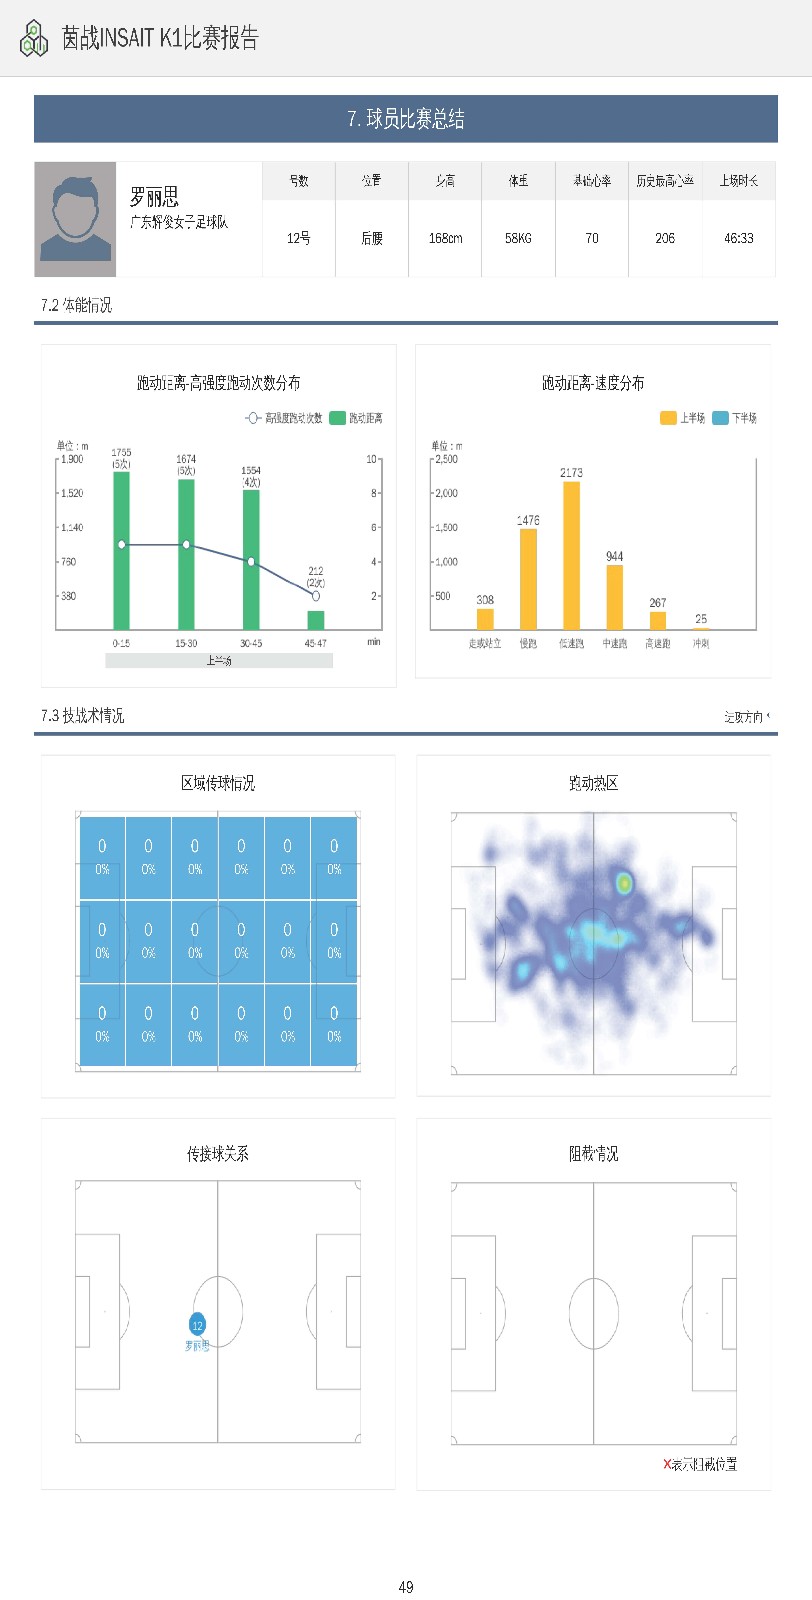 茵战INSAIT K1比赛报告
7. 球员比赛总结
罗丽思
广东辉俊女子足球队
号数 位置 身高 体重 基础心率 历史最高心率 上场时长
12号 后腰 168cm 58KG 70 206 46:33
7.2 体能情况
跑动距离-高强度跑动次数分布
高强度跑动次数 跑动距离
单位：m
1,900
1,520
1,140
760
380
1755
(5次)
1674
(5次)
1554
(4次)
212
(2次)
10
8
6
4
2
0-15 15-30 30-45 45-47 min
上半场
跑动距离-速度分布
上半场 下半场
单位：m
2,500
2,000
1,500
1,000
500
308 1476 2173 944 267 25
走或站立 慢跑 低速跑 中速跑 高速跑 冲刺
7.3 技战术情况
进攻方向
区域传球情况
0 0 0 0 0 0
0% 0% 0% 0% 0% 0%
0 0 0 0 0 0
0% 0% 0% 0% 0% 0%
0 0 0 0 0 0
0% 0% 0% 0% 0% 0%
跑动热区
传接球关系
12
罗丽思
阻截情况
X表示阻截位置
49